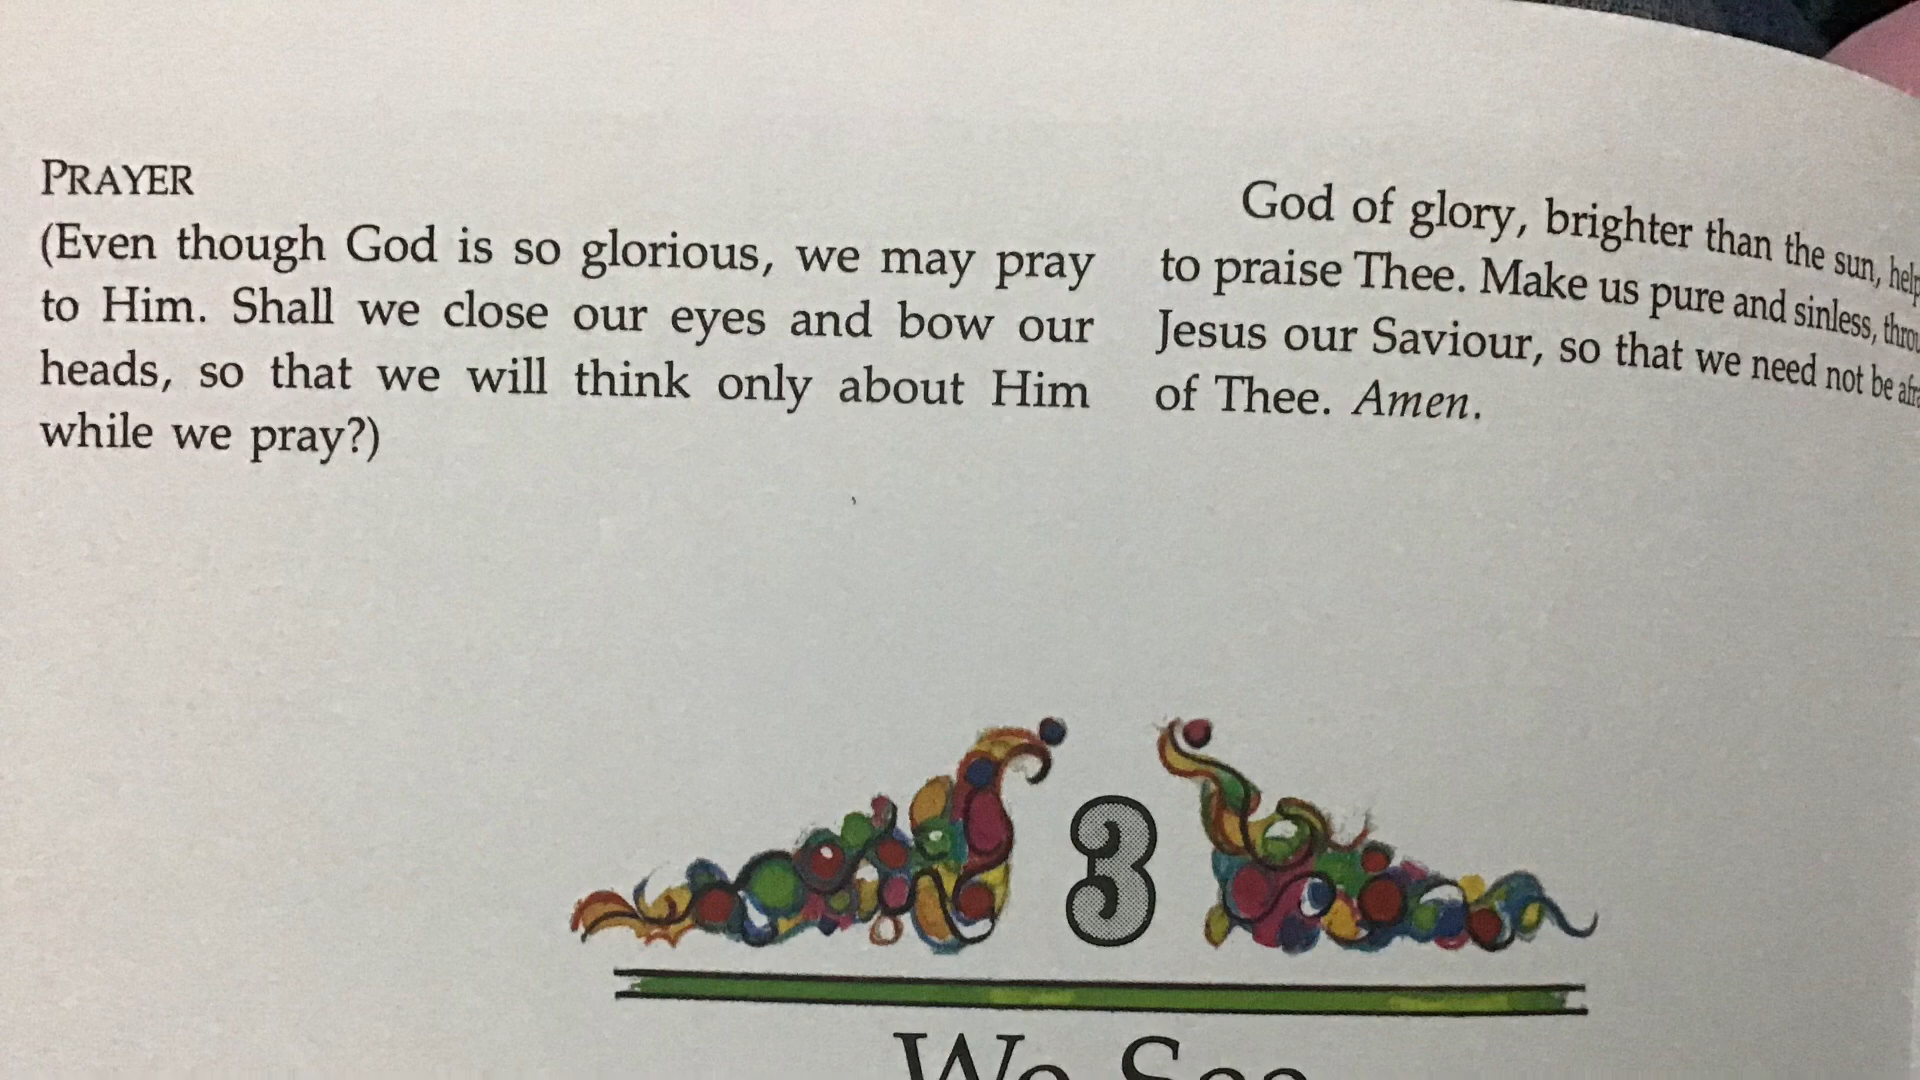 PRAYER
(Even though God is so glorious, we may pray
to Him. Shall we close our eyes and bow our
heads, so that we will think only about Him
while we pray?)
God of glory, brighter than the sun, help
to praise Thee. Make us pure and sinless,
Jesus our Saviour, so that we need not be
of Thee. Amen.
3
We See